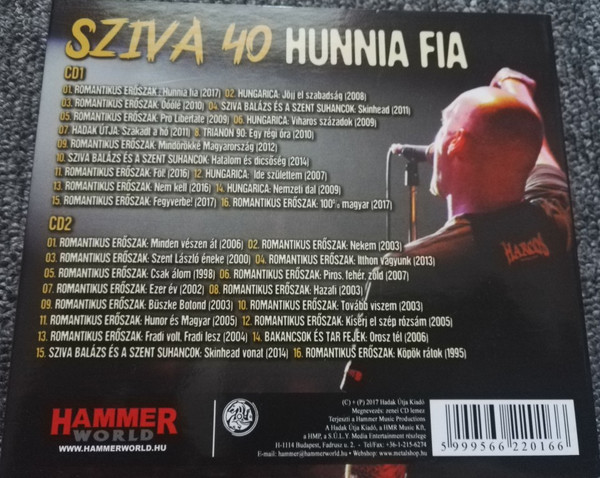 SZIVA 40 HUNNIA FIA
CD1
01. ROMANTIKUS ERŐSZAK: Hunnia fia (2017) 02. HUNGARICA: Jöjj el szabadság (2008)
03. ROMANTIKUS ERŐSZAK: Dőőlé (2010) 04. SZIVA BALÁZS ÉS A SZENT SUHANCOK: Skinhead (2011)
05. ROMANTIKUS ERŐSZAK: Pro Libertate (2009) 06. HUNGARICA: Viharos századok (2009)
07. HADAK ÚTJA: Szakadt a hó (2011) 8. TRIANON 90: Egy régi óra (2010)
09. ROMANTIKUS ERŐSZAK: Mindörökké Magyarország (2012)
10. SZIVA BALÁZS ÉS A SZENT SUHANCOK: Hatalom és dicsőség (2014)
11. ROMANTIKUS ERŐSZAK: Föl! (2016) 12. HUNGARICA: Ide születtem (2007)
13. ROMANTIKUS ERŐSZAK: Nem kell (2016) 14. HUNGARICA: Nemzeti dal (2009)
15. ROMANTIKUS ERŐSZAK: Fegyverbe! (2017) 16. ROMANTIKUS ERŐSZAK: 100% magyar (2017)
CD2
01. ROMANTIKUS ERŐSZAK: Minden vészen át (2006) 02. ROMANTIKUS ERŐSZAK: Nekem (2003)
03. ROMANTIKUS ERŐSZAK: Szent László éneke (2000) 04. ROMANTIKUS ERŐSZAK: Itthon vagyunk (2013)
05. ROMANTIKUS ERŐSZAK: Csak álom (1998) 06. ROMANTIKUS ERŐSZAK: Piros, fehér, zöld (2007)
07. ROMANTIKUS ERŐSZAK: Ezer év (2002) 08. ROMANTIKUS ERŐSZAK: Hazafi (2003)
09. ROMANTIKUS ERŐSZAK: Büszke Bolond (2003) 10. ROMANTIKUS ERŐSZAK: Tovább viszem (2003)
11. ROMANTIKUS ERŐSZAK: Hunor és Magyar (2005) 12. ROMANTIKUS ERŐSZAK: Kísérj el szép rózsám (2005)
13. ROMANTIKUS ERŐSZAK: Fradi volt, Fradi lesz (2004) 14. BAKANCSOK ÉS TAR FEJEK: Orosz tél (2006)
15. SZIVA BALÁZS ÉS A SZENT SUHANCOK: Skinhead vonat (2014) 16. ROMANTIKUS ERŐSZAK: Köpök rátok (1995)
HARCOS
HAMMER
WORLD
WWW.HAMMERWORLD.HU
(C) + (P) 2017 Hadak Útja Kiadó
Megnevezés: zenei CD lemez
Terjeszti a Hammer Music Productions
A Hadak Útja Kiadó, a HMR Music Kft,
a HMP, a S.Ü.L.Y. Media Entertainment részlege
H-1114 Budapest, Fadrusz u. 2. - Tel/Fax: +36-1-215-6274
E-mail: hammer@hammerworld.hu • Webshop: www.metalshop.hu
5 999566 220166